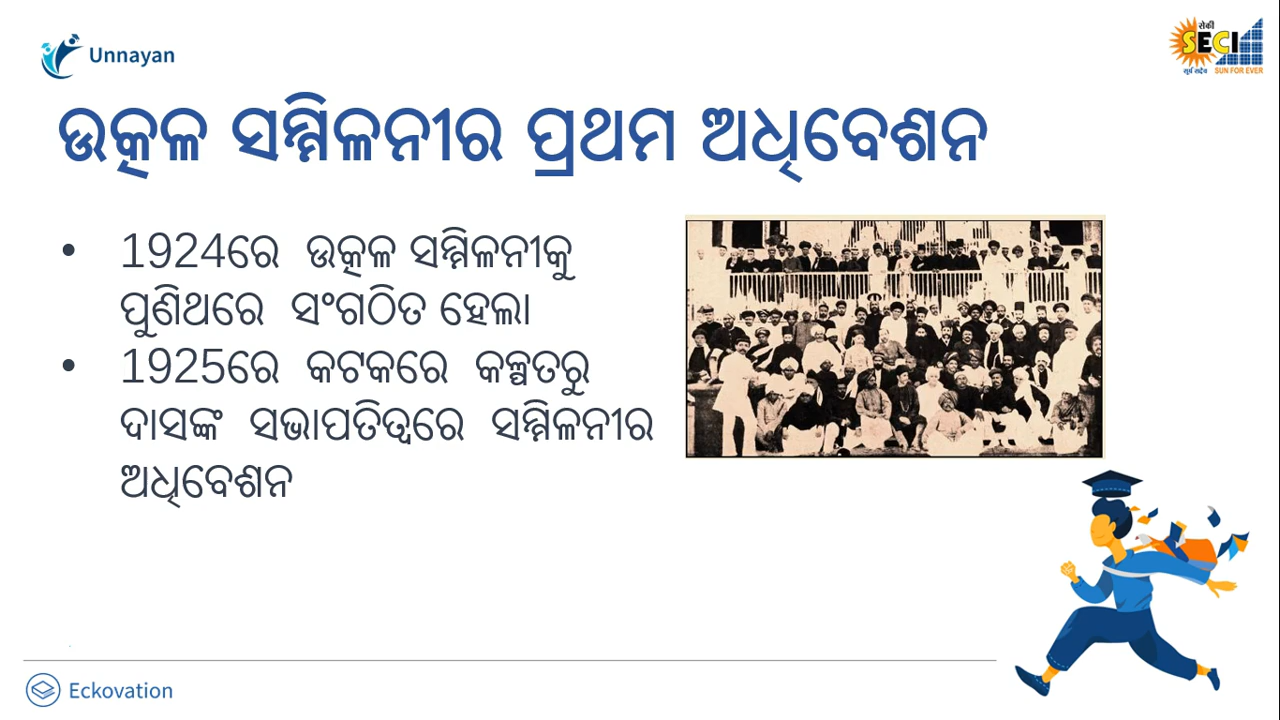 Unnayan
सेकी
SECI
सूर्य सदैव SUN FOR EVER
ଉତ୍କଳ ସମ୍ମିଳନୀର ପ୍ରଥମ ଅଧିବେଶନ
• 1924ରେ ଉତ୍କଳ ସମ୍ମିଳନୀକୁ
ପୁଣିଥରେ ସଂଗଠିତ ହେଲା
• 1925ରେ କଟକରେ କଳ୍ପତରୁ
ଦାସଙ୍କ ସଭାପତିତ୍ୱରେ ସମ୍ମିଳନୀର
ଅଧିବେଶନ
Eckovation